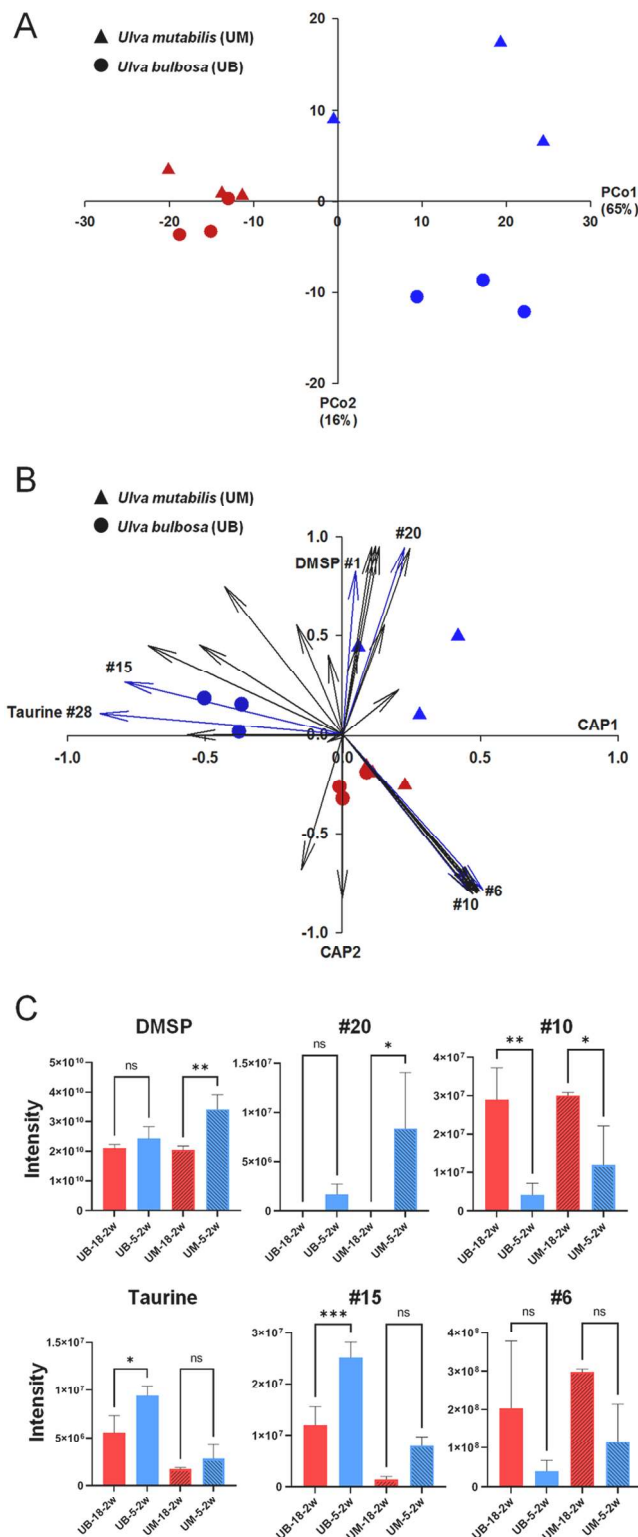 A
Ulva mutabilis (UM)
Ulva bulbosa (UB)
20
10
0
-10
-20
-30
-20
-10
0
10
20
30
PCo1
(65%)
PCo2
(16%)
B
Ulva mutabilis (UM)
Ulva bulbosa (UB)
1.0
#20
DMSP #1
0.5
#15
Taurine #28
0.0
CAP1
-1.0
-0.5
0.0
0.5
1.0
-0.5
#6
#10
-1.0
CAP2
C
DMSP
Intensity
5×10¹⁰
4×10¹⁰
3×10¹⁰
2×10¹⁰
1×10¹⁰
0
ns
**
UB-18-2w
UB-5-2w
UM-18-2w
UM-5-2w
#20
1.5×10⁷
1×10⁷
5×10⁶
0
ns
*
UB-18-2w
UB-5-2w
UM-18-2w
UM-5-2w
#10
4×10⁷
3×10⁷
2×10⁷
1×10⁷
0
**
*
UB-18-2w
UB-5-2w
UM-18-2w
UM-5-2w
Taurine
Intensity
1.5×10⁷
1×10⁷
5×10⁶
0
*
ns
UB-18-2w
UB-5-2w
UM-18-2w
UM-5-2w
#15
3×10⁷
2×10⁷
1×10⁷
0
***
ns
UB-18-2w
UB-5-2w
UM-18-2w
UM-5-2w
#6
3×10⁸
2×10⁸
1×10⁸
0
ns
ns
UB-18-2w
UB-5-2w
UM-18-2w
UM-5-2w